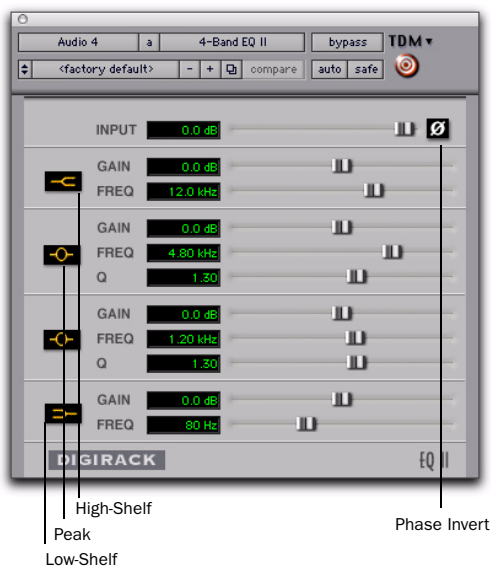 Audio 4 a 4-Band EQ II bypass TDM
<factory default> - + compare auto safe
INPUT 0.0 dB Ø
GAIN 0.0 dB
FREQ 12.0 kHz
GAIN 0.0 dB
FREQ 4.80 kHz
Q 1.30
GAIN 0.0 dB
FREQ 1.20 kHz
Q 1.30
GAIN 0.0 dB
FREQ 80 Hz
DIGIRACK EQ II
High-Shelf
Phase Invert
Peak
Low-Shelf